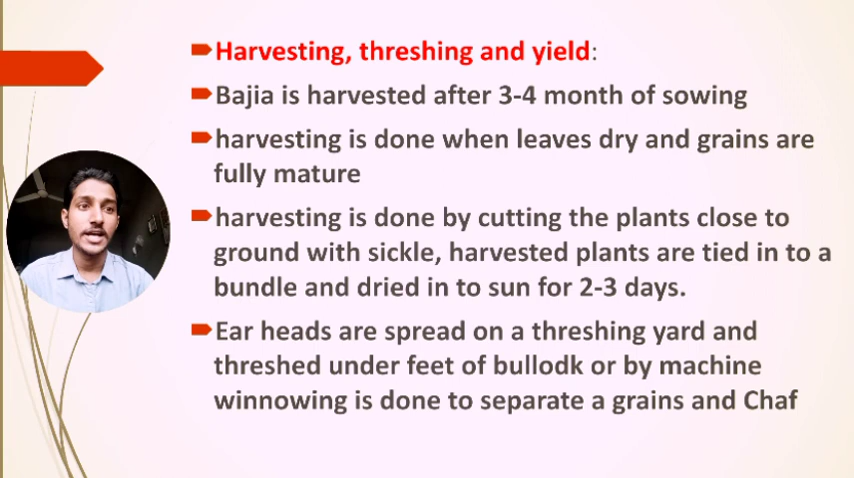 Harvesting, threshing and yield:
Bajia is harvested after 3-4 month of sowing
harvesting is done when leaves dry and grains are
fully mature
harvesting is done by cutting the plants close to
ground with sickle, harvested plants are tied in to a
bundle and dried in to sun for 2-3 days.
Ear heads are spread on a threshing yard and
threshed under feet of bullodk or by machine
winnowing is done to separate a grains and Chaf